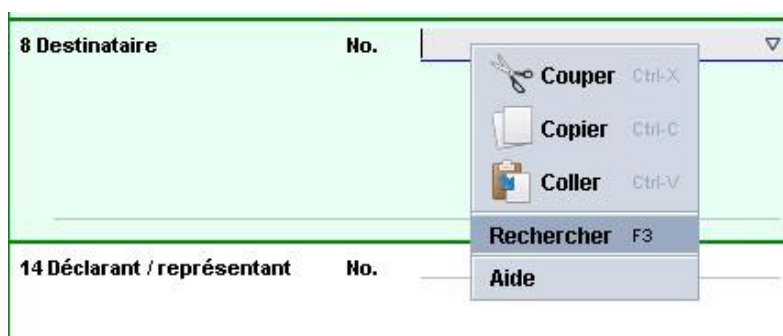 8 Destinataire No.
Couper Ctrl-X
Copier Ctrl-C
Coller Ctrl-V
Rechercher F3
14 Déclarant / représentant No.
Aide